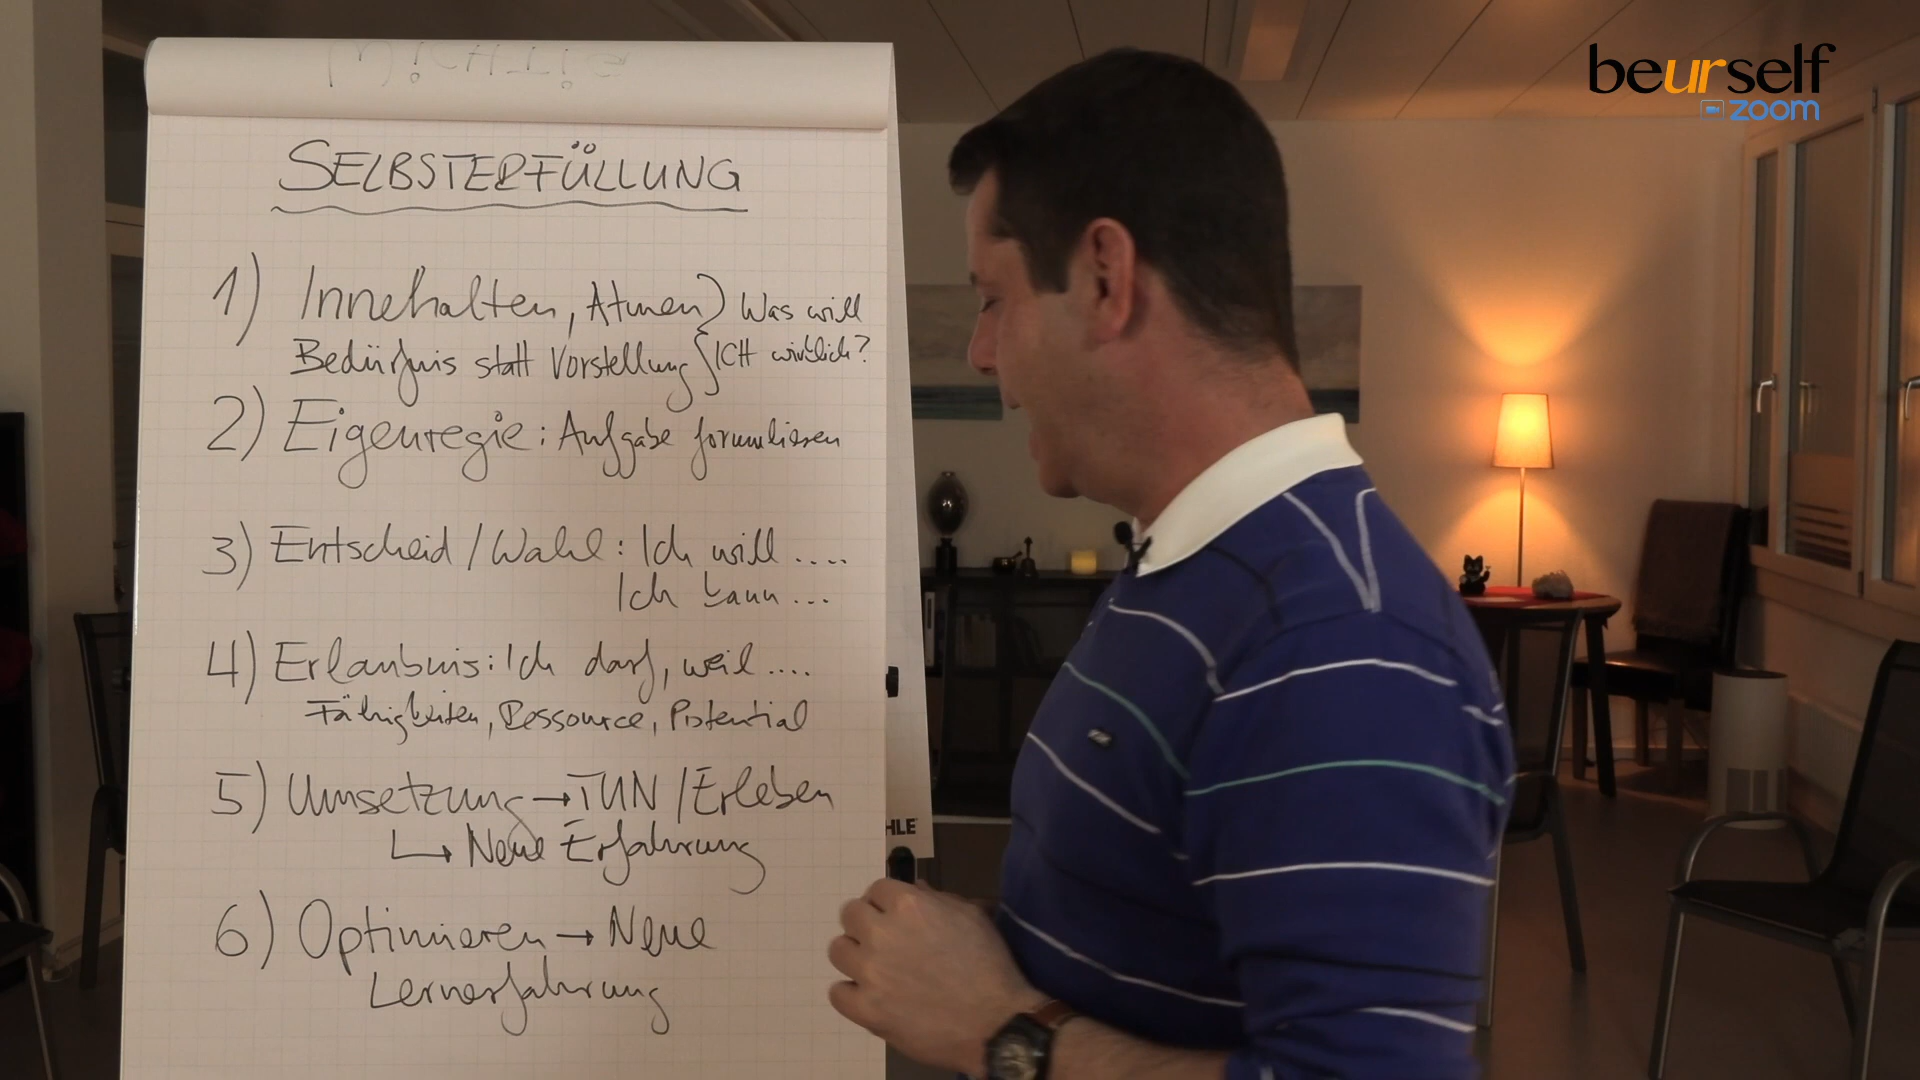 beurself
zoom
SELBSTERFÜLLUNG
1) Innehalten, Atmen) Was will
Bedürfnis statt Vorstellung { ICH wirklich?
2) Eigenregie: Aufgabe formulieren
3) Entscheid / Wahl: Ich will ....
Ich kann ...
4) Erlaubnis: Ich darf, weil ....
Fähigkeiten, Ressource, Potential
5) Umsetzung → TUN / Erleben
↳ Neue Erfahrung
6) Optimieren → Neue
Lernerfahrung
HLE